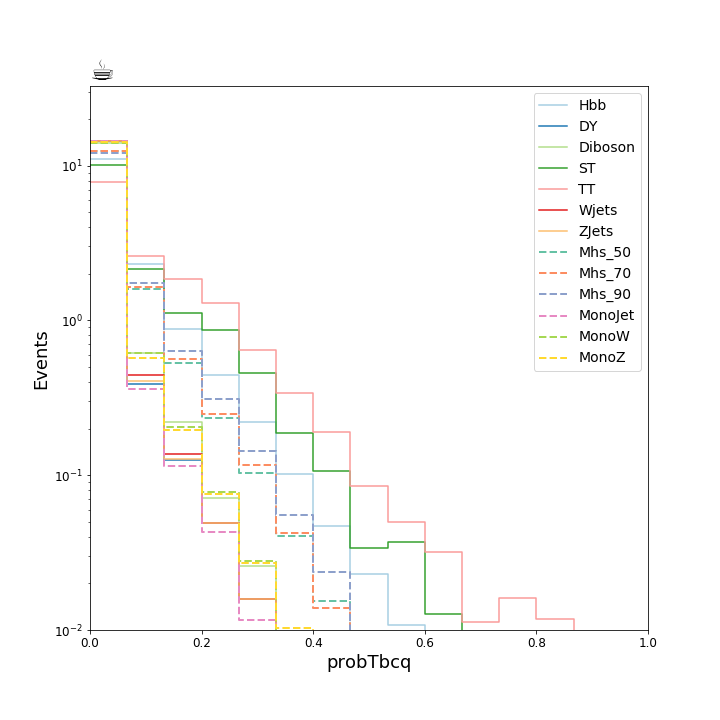 ☕
Hbb
DY
Diboson
ST
TT
Wjets
ZJets
Mhs_50
Mhs_70
Mhs_90
MonoJet
MonoW
MonoZ
Events
10¹
10⁰
10⁻¹
10⁻²
0.0 0.2 0.4 0.6 0.8 1.0
probTbcq